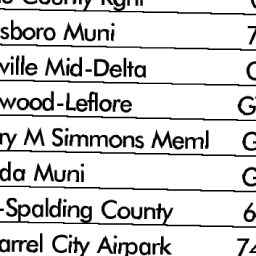 County
sboro Muni 7
ville Mid-Delta
wood-Leflore G
ry M Simmons Meml G
da Muni G
-Spalding County 6
arrel City Airpark 74